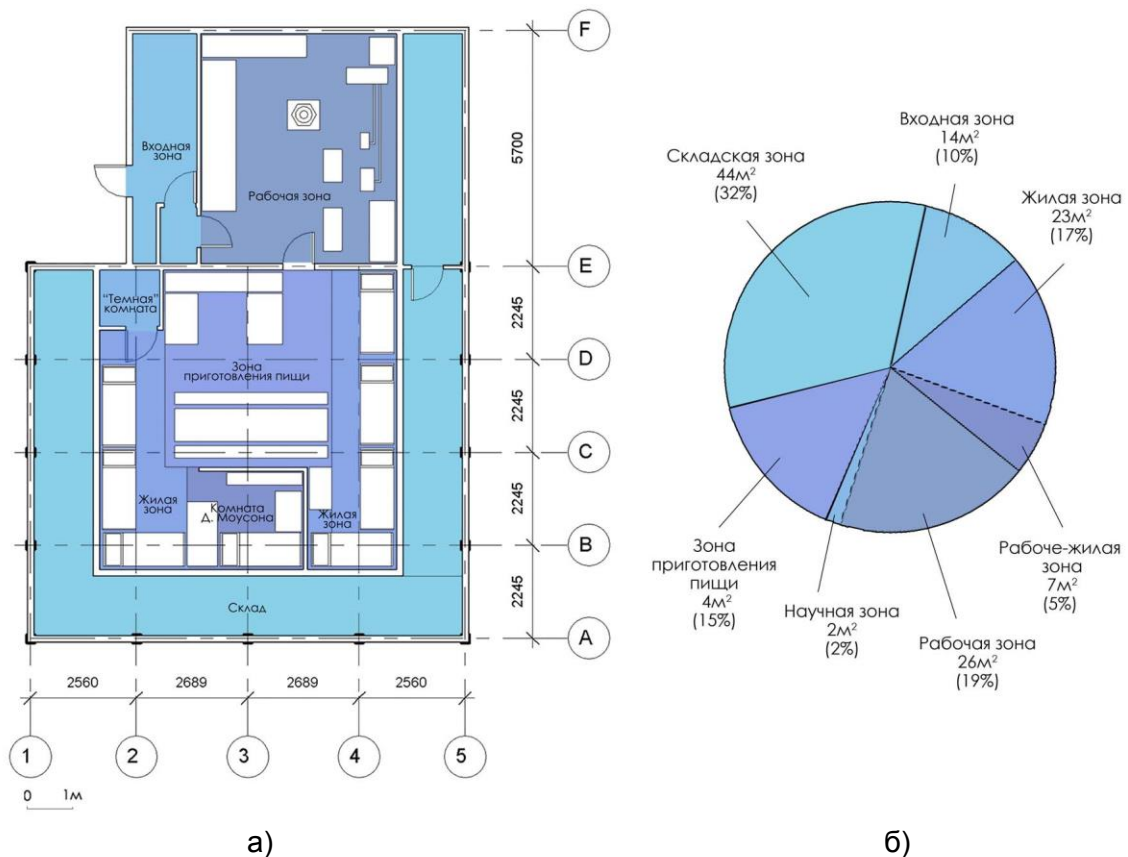 F
Входная
зона
Рабочая зона
5700
E
"Темная"
комната
2245
D
Зона
приготовления пищи
2245
C
Жилая
зона
Комната
Д. Моусона
Жилая
зона
2245
B
2245
Склад
A
2560
2689
2689
2560
1
2
3
4
5
0 1м
а)
Входная зона
14м²
(10%)
Складская зона
44м²
(32%)
Жилая зона
23м²
(17%)
Рабоче-жилая
зона
7м²
(5%)
Зона
приготовления
пищи
4м²
(15%)
Научная зона
2м²
(2%)
Рабочая зона
26м²
(19%)
б)